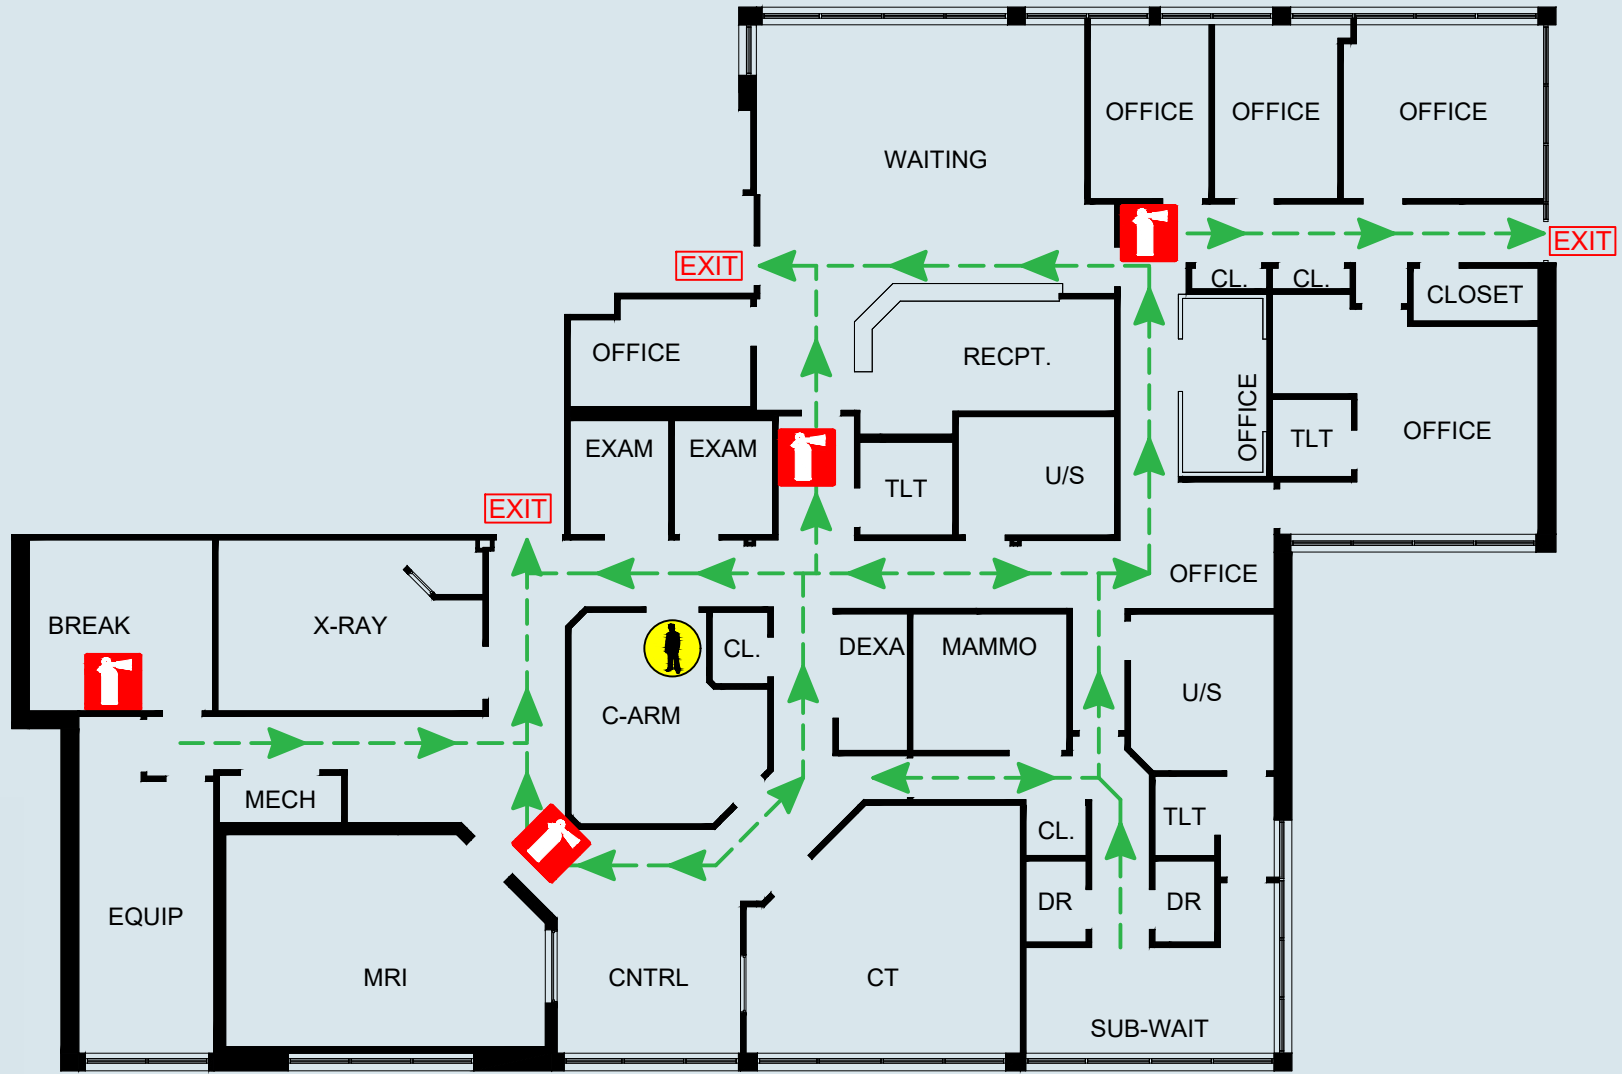 OFFICE
OFFICE
OFFICE
WAITING
EXIT
EXIT
CL.
CL.
CLOSET
OFFICE
RECPT.
OFFICE
TLT
OFFICE
EXAM
EXAM
TLT
U/S
EXIT
OFFICE
BREAK
X-RAY
CL.
DEXA
MAMMO
C-ARM
U/S
MECH
CL.
TLT
EQUIP
DR
DR
MRI
CNTRL
CT
SUB-WAIT